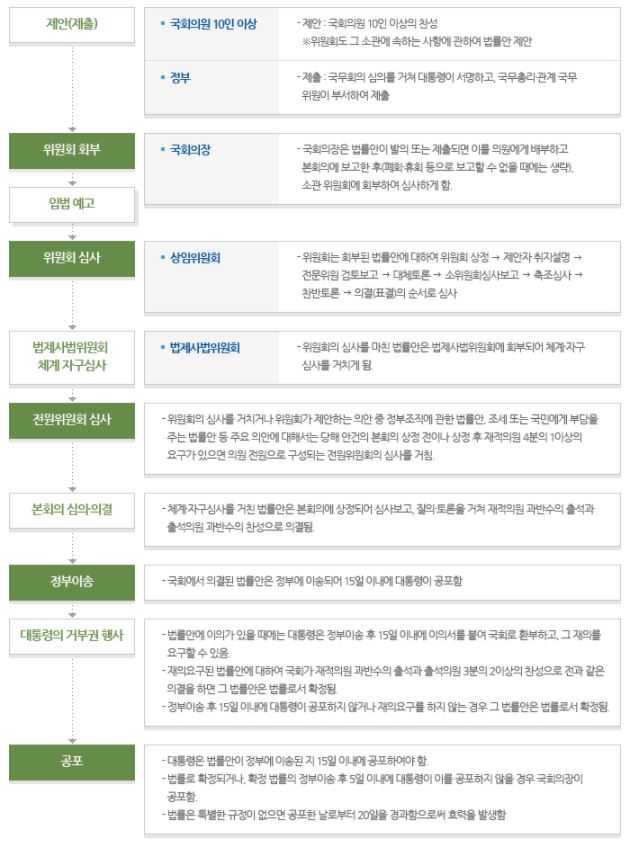 제안(제출)
국회의원 10인 이상
- 제안 : 국회의원 10인 이상의 찬성
※위원회도 그 소관에 속하는 사항에 관하여 법률안 제안
정부
- 제출 : 국무회의 심의를 거쳐 대통령이 서명하고, 국무총리·관계 국무
위원이 부서하여 제출
위원회 회부
국회의장
- 국회의장은 법률안이 발의 또는 제출되면 이를 의원에게 배부하고
본회의에 보고한 후(폐회·휴회 등으로 보고할 수 없을 때에는 생략),
소관 위원회에 회부하여 심사하게 함.
입법 예고
위원회 심사
상임위원회
- 위원회는 회부된 법률안에 대하여 위원회 상정 → 제안자 취지설명 →
전문위원 검토보고 → 대체토론 → 소위원회심사보고 → 축조심사 →
찬반토론 → 의결(표결)의 순서로 심사
법제사법위원회
체계 자구심사
법제사법위원회
- 위원회의 심사를 마친 법률안은 법제사법위원회에 회부되어 체계·자구
심사를 거치게 됨.
전원위원회 심사
- 위원회의 심사를 거치거나 위원회가 제안하는 의안 중 정부조직에 관한 법률안, 조세 또는 국민에게 부담을
주는 법률안 등 주요 의안에 대해서는 당해 안건의 본회의 상정 전이나 상정 후 재적의원 4분의 1이상의
요구가 있으면 의원 전원으로 구성되는 전원위원회의 심사를 거침.
본회의 심의·의결
- 체계·자구심사를 거친 법률안은 본회의에 상정되어 심사보고, 질의·토론을 거쳐 재적의원 과반수의 출석과
출석의원 과반수의 찬성으로 의결됨.
정부이송
- 국회에서 의결된 법률안은 정부에 이송되어 15일 이내에 대통령이 공포함
대통령의 거부권 행사
- 법률안에 이의가 있을 때에는 대통령은 정부이송 후 15일 이내에 이의서를 붙여 국회로 환부하고, 그 재의를
요구할 수 있음.
- 재의요구된 법률안에 대하여 국회가 재적의원 과반수의 출석과 출석의원 3분의 2이상의 찬성으로 전과 같은
의결을 하면 그 법률안은 법률로서 확정됨.
- 정부이송 후 15일 이내에 대통령이 공포하지 않거나 재의요구를 하지 않는 경우 그 법률안은 법률로서 확정됨.
공포
- 대통령은 법률안이 정부에 이송된 지 15일 이내에 공포하여야 함.
- 법률로 확정되거나, 확정 법률의 정부이송 후 5일 이내에 대통령이 이를 공포하지 않을 경우 국회의장이
공포함.
- 법률은 특별한 규정이 없으면 공포한 날로부터 20일을 경과함으로써 효력을 발생함